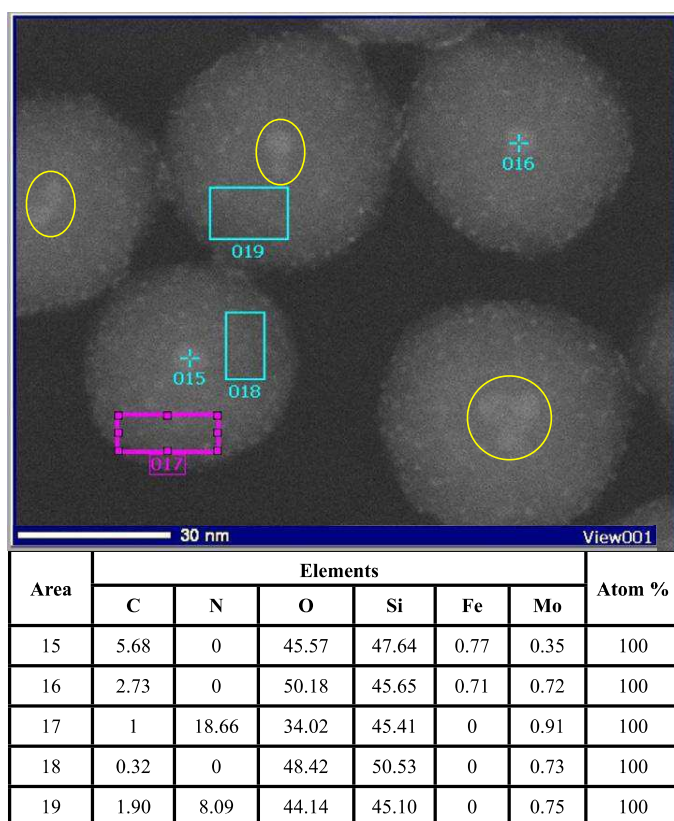 016
019
015
018
017
30 nm View001
Area Elements Atom %
C N O Si Fe Mo
15 5.68 0 45.57 47.64 0.77 0.35 100
16 2.73 0 50.18 45.65 0.71 0.72 100
17 1 18.66 34.02 45.41 0 0.91 100
18 0.32 0 48.42 50.53 0 0.73 100
19 1.90 8.09 44.14 45.10 0 0.75 100